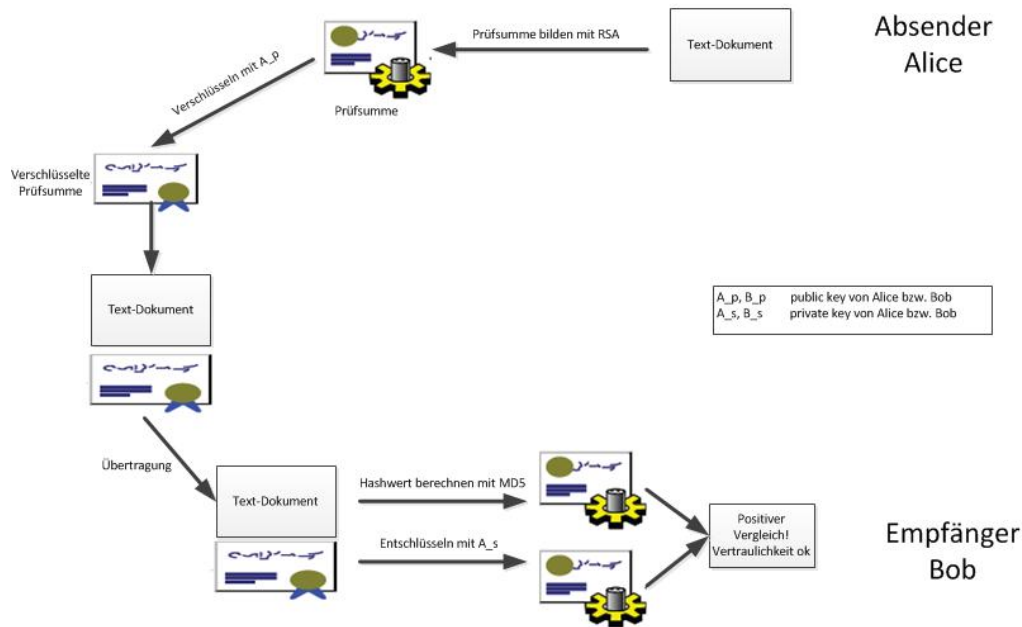 Absender
Alice
Prüfsumme bilden mit RSA
Text-Dokument
Verschlüsseln mit A_p
Prüfsumme
Verschlüsselte
Prüfsumme
Text-Dokument
A_p, B_p public key von Alice bzw. Bob
A_s, B_s private key von Alice bzw. Bob
Übertragung
Text-Dokument
Hashwert berechnen mit MD5
Entschlüseln mit A_s
Positiver
Vergleich!
Vertraulichkeit ok
Empfänger
Bob